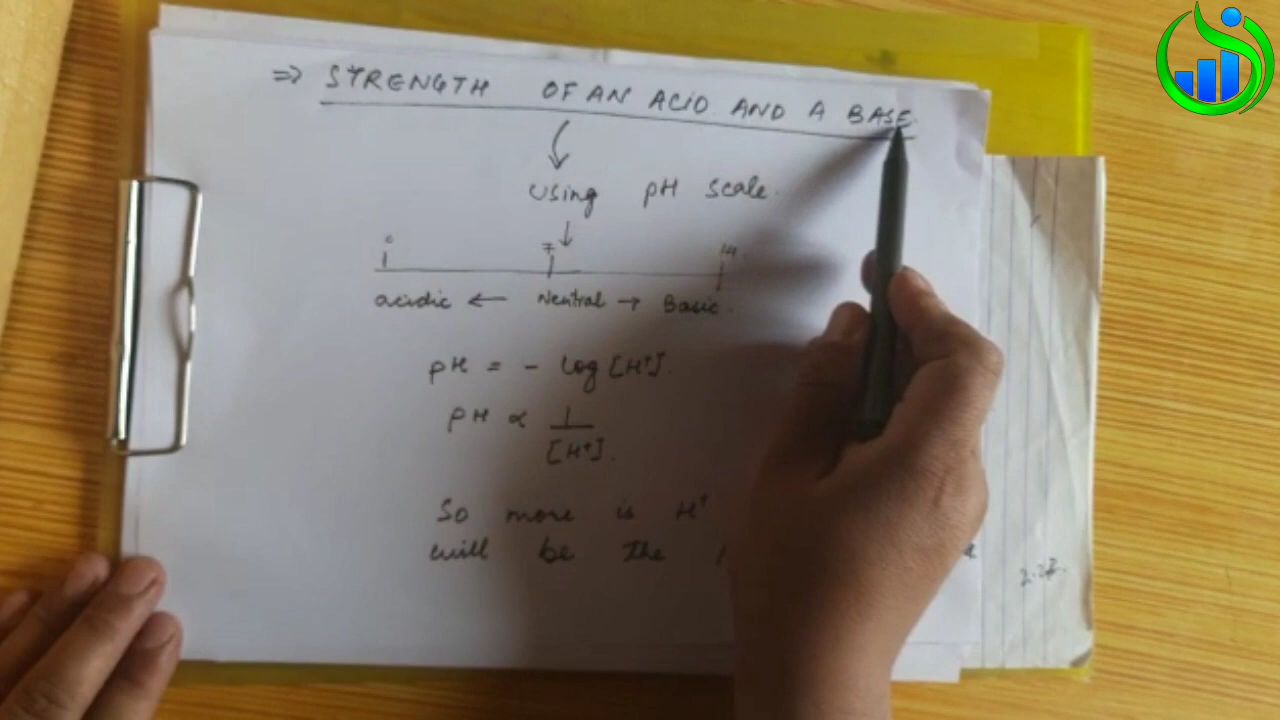 ⇒ STRENGTH OF AN ACID AND A BASE.
using pH scale.
0 7 14
acidic ← Neutral → Basic.
pH = - log [H⁺].
pH ∝ 1
[H⁺].
So more is H⁺
will be the